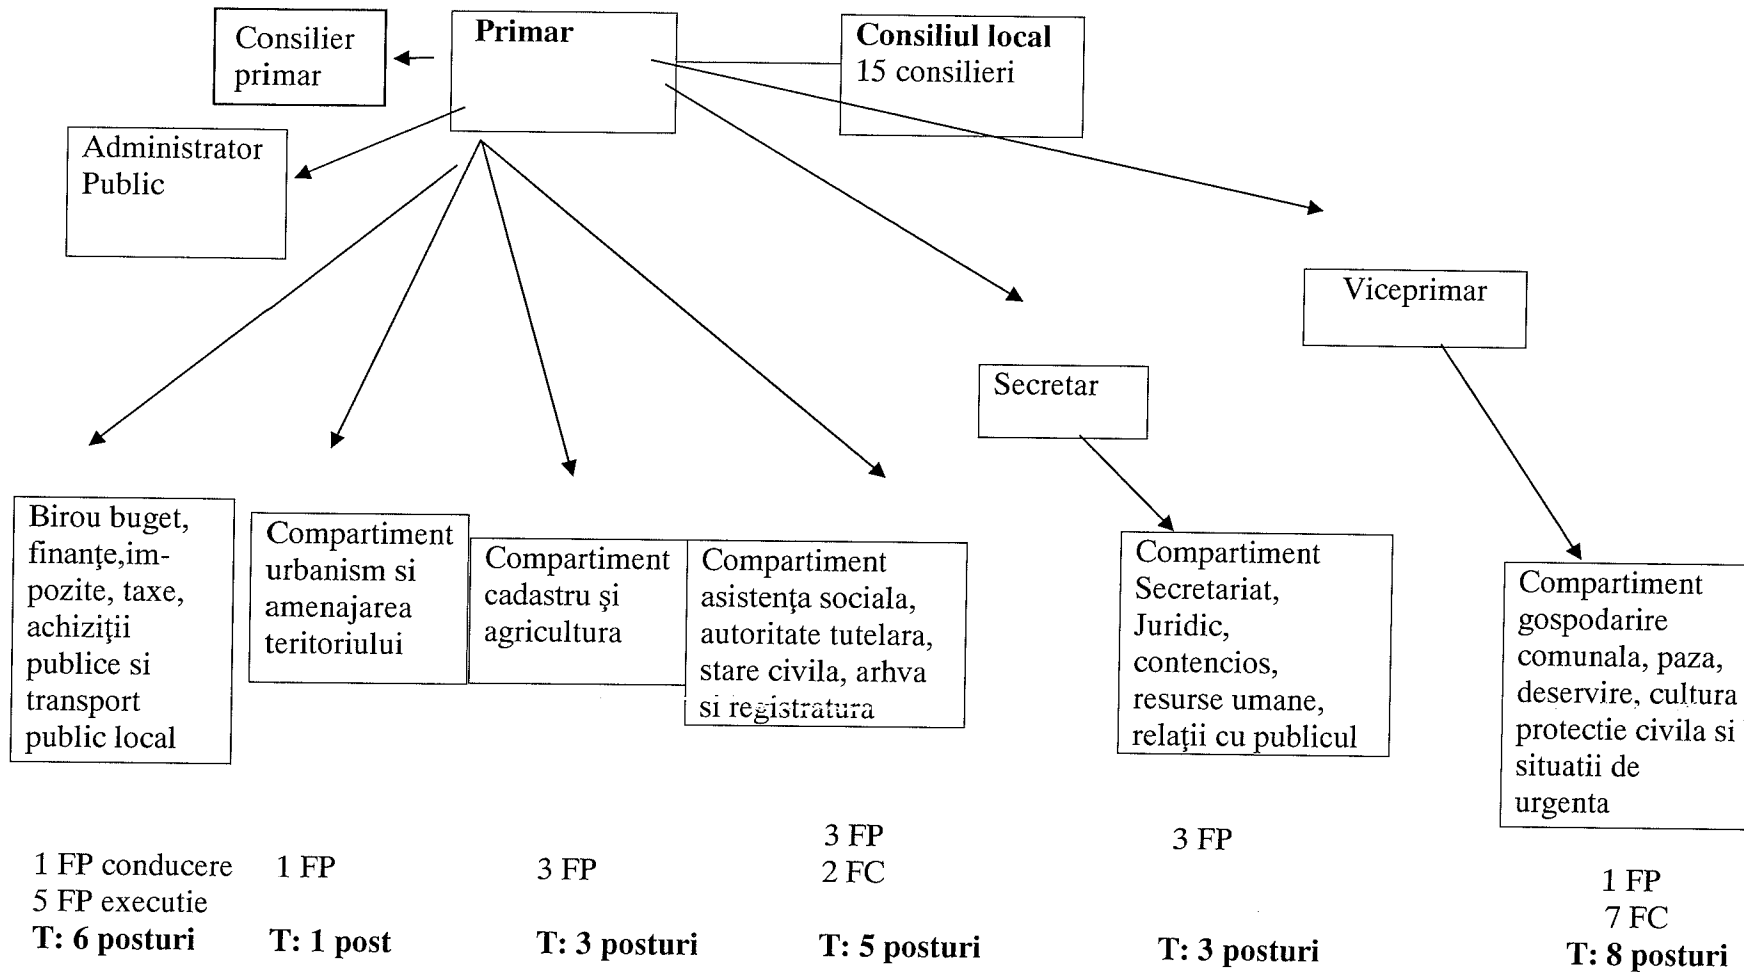 Consilier
primar
Primar
Consiliul local
15 consilieri
Administrator
Public
Viceprimar
Secretar
Birou buget,
finanţe,im-
pozite, taxe,
achiziţii
publice si
transport
public local
Compartiment
urbanism si
amenajarea
teritoriului
Compartiment
cadastru şi
agricultura
Compartiment
asistenţa sociala,
autoritate tutelara,
stare civila, arhva
si registratura
Compartiment
Secretariat,
Juridic,
contencios,
resurse umane,
relaţii cu publicul
Compartiment
gospodarire
comunala, paza,
deservire, cultura
protectie civila si
situatii de
urgenta
1 FP conducere
5 FP executie
T: 6 posturi
1 FP
T: 1 post
3 FP
T: 3 posturi
3 FP
2 FC
T: 5 posturi
3 FP
T: 3 posturi
1 FP
7 FC
T: 8 posturi